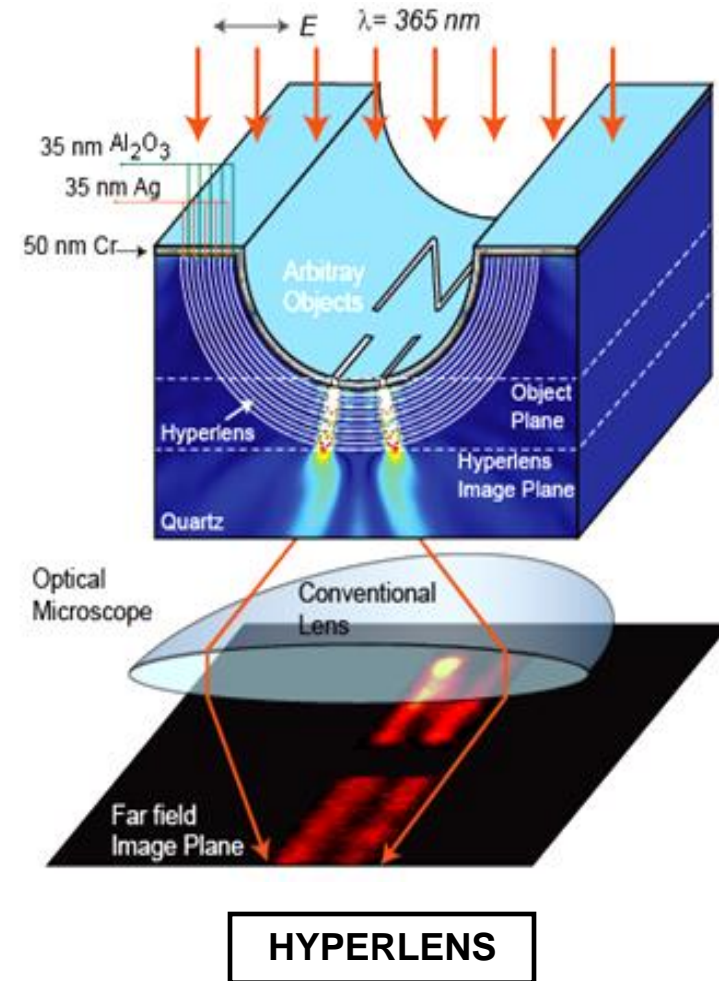 E λ= 365 nm
35 nm Al₂O₃
35 nm Ag
50 nm Cr
Arbitray
Objects
Object
Plane
Hyperlens
Hyperlens
Image Plane
Quartz
Optical
Microscope
Conventional
Lens
Far field
Image Plane
HYPERLENS